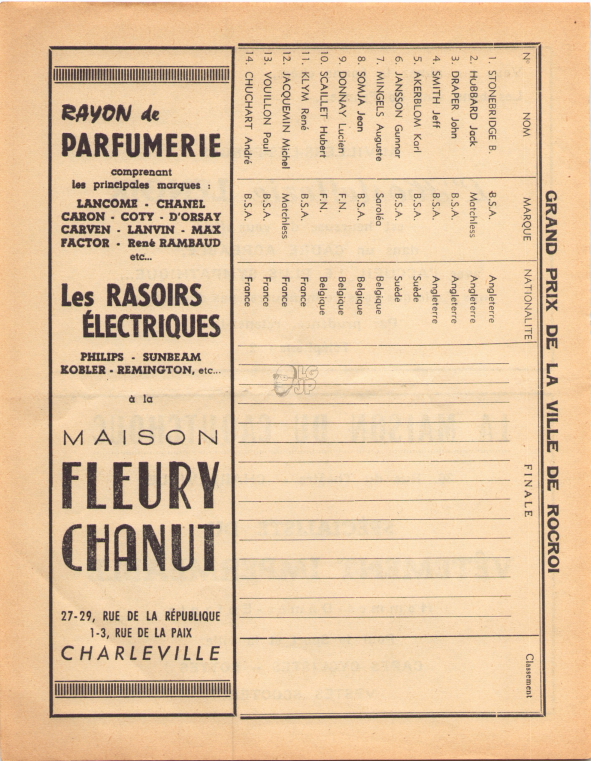 RAYON de
PARFUMERIE
comprenant
les principales marques :
LANCOME - CHANEL
CARON - COTY - D'ORSAY
CARVEN - LANVIN - MAX
FACTOR - René RAMBAUD
etc...
Les RASOIRS
ÉLECTRIQUES
PHILIPS - SUNBEAM
KOBLER - REMINGTON, etc...
à la
MAISON
FLEURY
CHANUT
27-29, RUE DE LA RÉPUBLIQUE
1-3, RUE DE LA PAIX
CHARLEVILLE
GRAND PRIX DE LA VILLE DE ROCROI
N° NOM MARQUE NATIONALITE FINALE Classement
1. STONEBRIDGE B. B.S.A. Angleterre
2. HUBBARD Jack Matchless Angleterre
3. DRAPER John B.S.A. Angleterre
4. SMITH Jeff B.S.A. Angleterre
5. AKERBLOM Karl B.S.A. Suède
6. JANSSON Gunnar B.S.A. Suède
7. MINGELS Auguste Saroléa Belgique
8. SOMJA Jean B.S.A. Belgique
9. DONNAY Lucien F.N. Belgique
10. SCAILLET Hubert F.N. Belgique
11. KLYM René B.S.A. France
12. JACQUEMIN Michel Matchless France
13. VOUILLON Paul B.S.A. France
14. CHUCHART André B.S.A. France
LG
JP